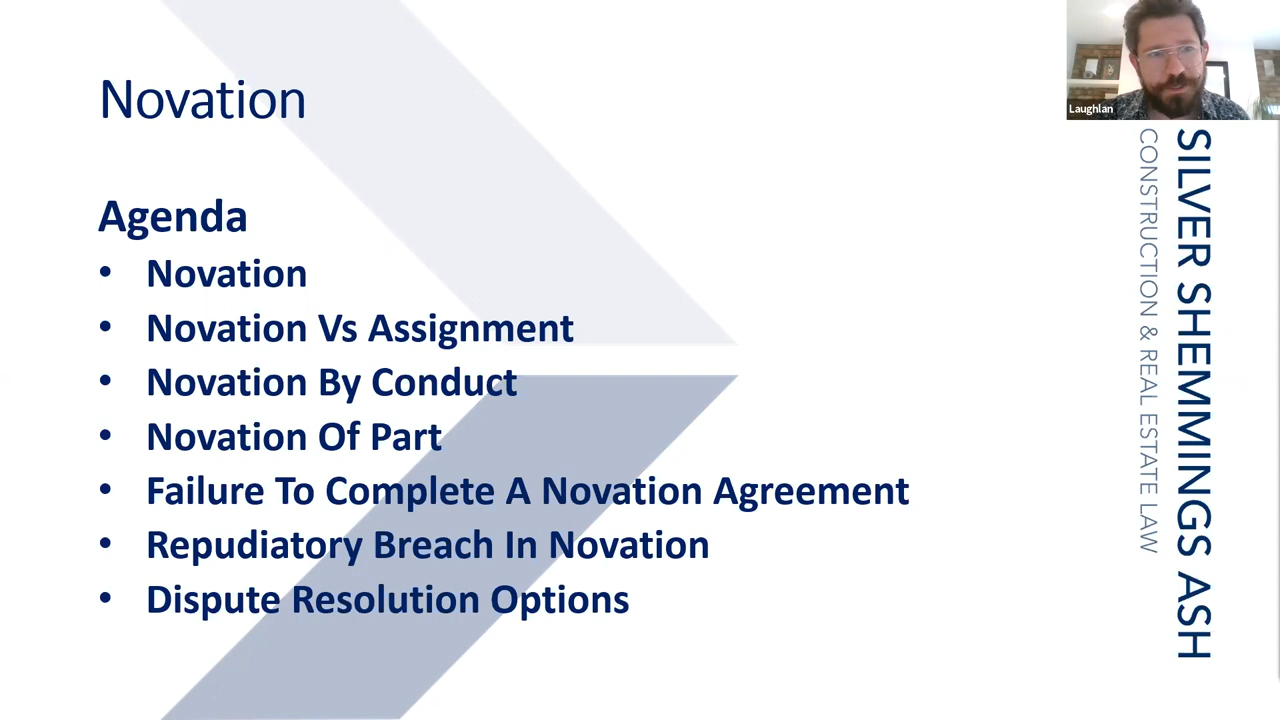 Novation
Agenda
• Novation
• Novation Vs Assignment
• Novation By Conduct
• Novation Of Part
• Failure To Complete A Novation Agreement
• Repudiatory Breach In Novation
• Dispute Resolution Options
Laughlan
SILVER SHEMMINGS ASH
CONSTRUCTION & REAL ESTATE LAW